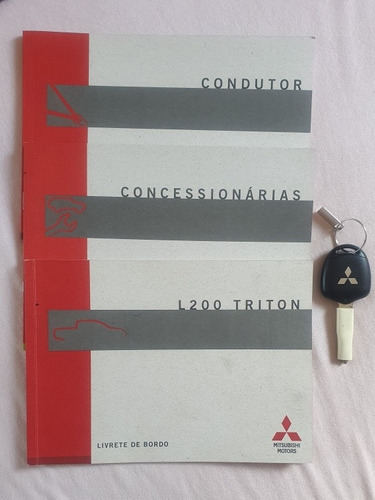 CONDUTOR
CONCESSIONÁRIAS
L200 TRITON
LIVRETE DE BORDO
MITSUBISHI
MOTORS